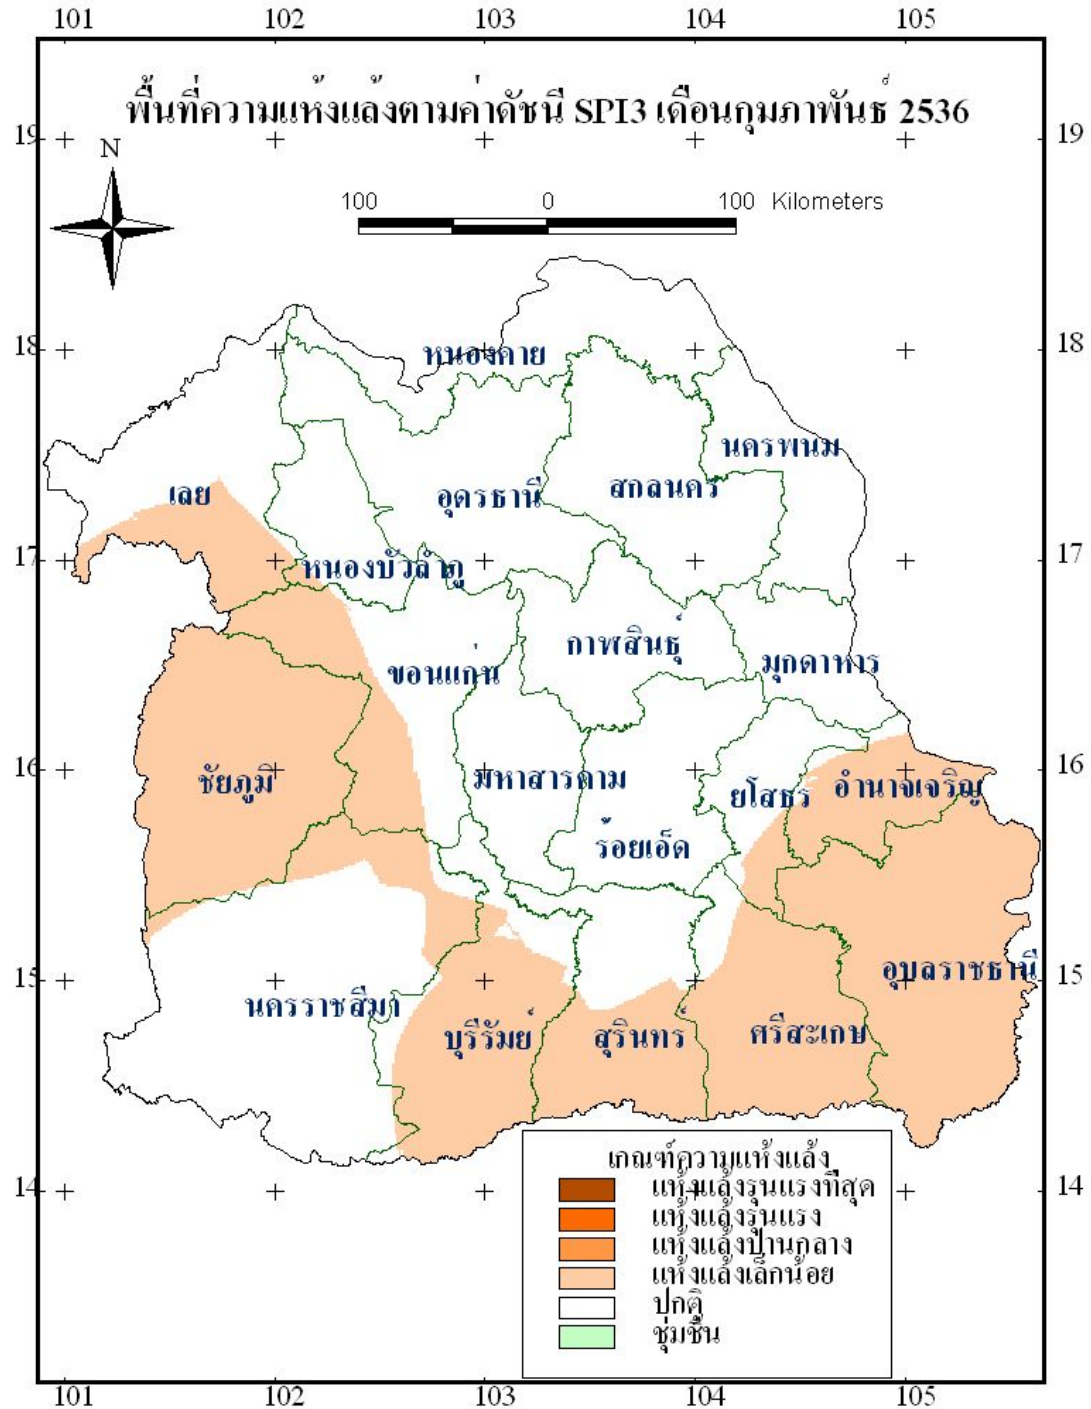 101 102 103 104 105
พื้นที่ความแห้งแล้งตามค่าดัชนี SPI3 เดือนกุมภาพันธ์ 2536
19 19
N
100 0 100 Kilometers
18 18
หนองคาย
นครพนม
เลย
อุดรธานี
สกลนคร
17 17
หนองบัวลำภู
กาฬสินธุ์
มุกดาหาร
ขอนแก่น
16 16
ชัยภูมิ
มหาสารคาม
ยโสธร
อำนาจเจริญ
ร้อยเอ็ด
15 15
อุบลราชธานี
นครราชสีมา
บุรีรัมย์
สุรินทร์
ศรีสะเกษ
เกณฑ์ความแห้งแล้ง
14 14
แห้งแล้งรุนแรงที่สุด
แห้งแล้งรุนแรง
แห้งแล้งปานกลาง
แห้งแล้งเล็กน้อย
ปกติ
ชุ่มชื้น
101 102 103 104 105